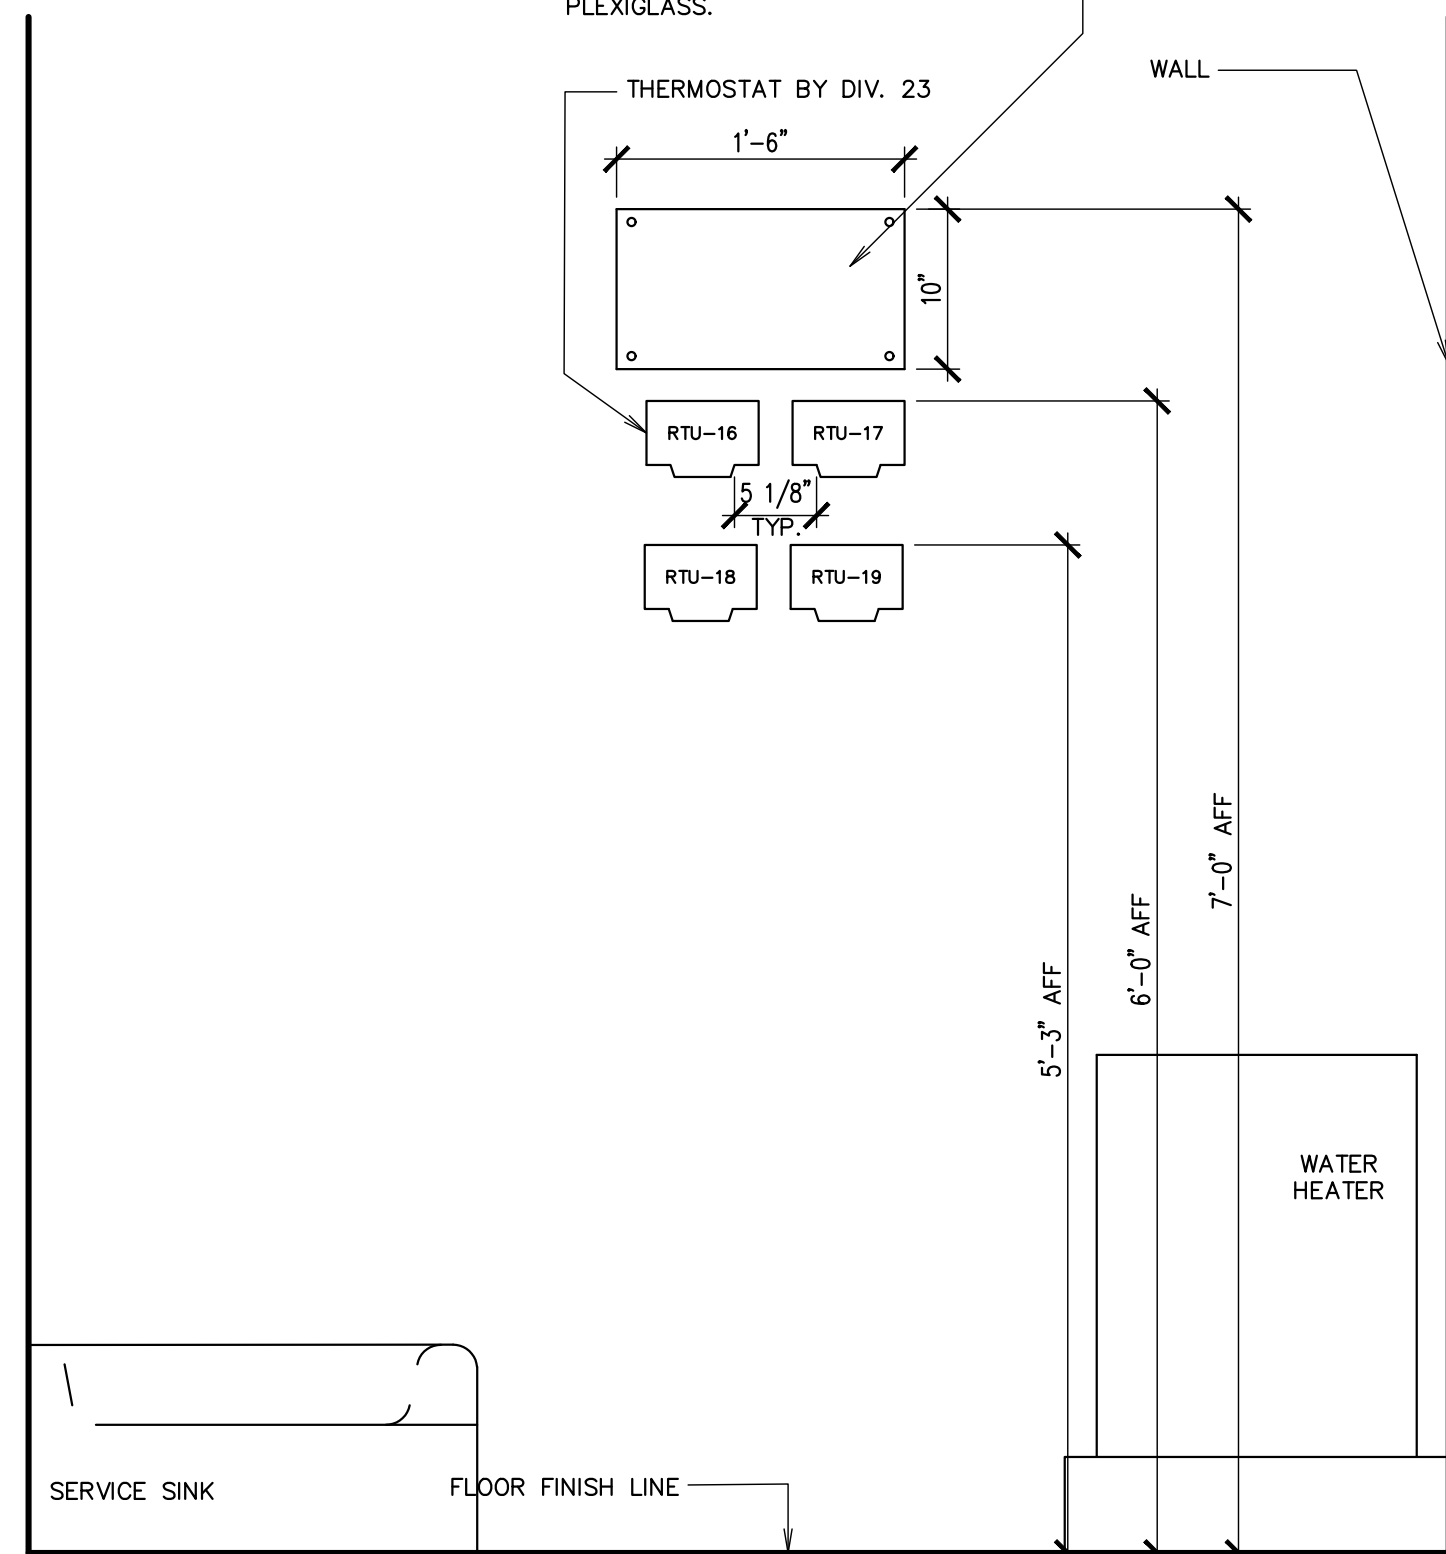 PLEXIGLASS.
WALL
THERMOSTAT BY DIV. 23
1'-6"
10"
RTU-16
RTU-17
5 1/8"
TYP.
RTU-18
RTU-19
7'-0" AFF
6'-0" AFF
5'-3" AFF
WATER
HEATER
SERVICE SINK
FLOOR FINISH LINE